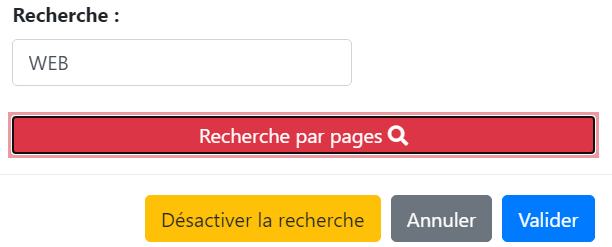 Recherche :
WEB
Recherche par pages
Désactiver la recherche
Annuler
Valider